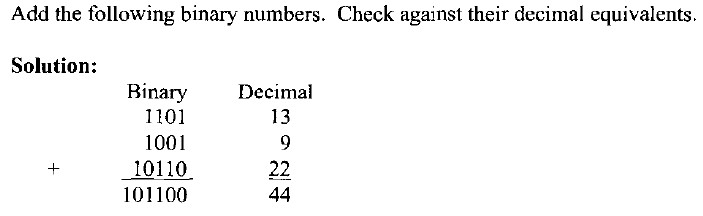 Add the following binary numbers. Check against their decimal equivalents.
Solution:
Binary Decimal
1101 13
1001 9
+ 10110 22
101100 44